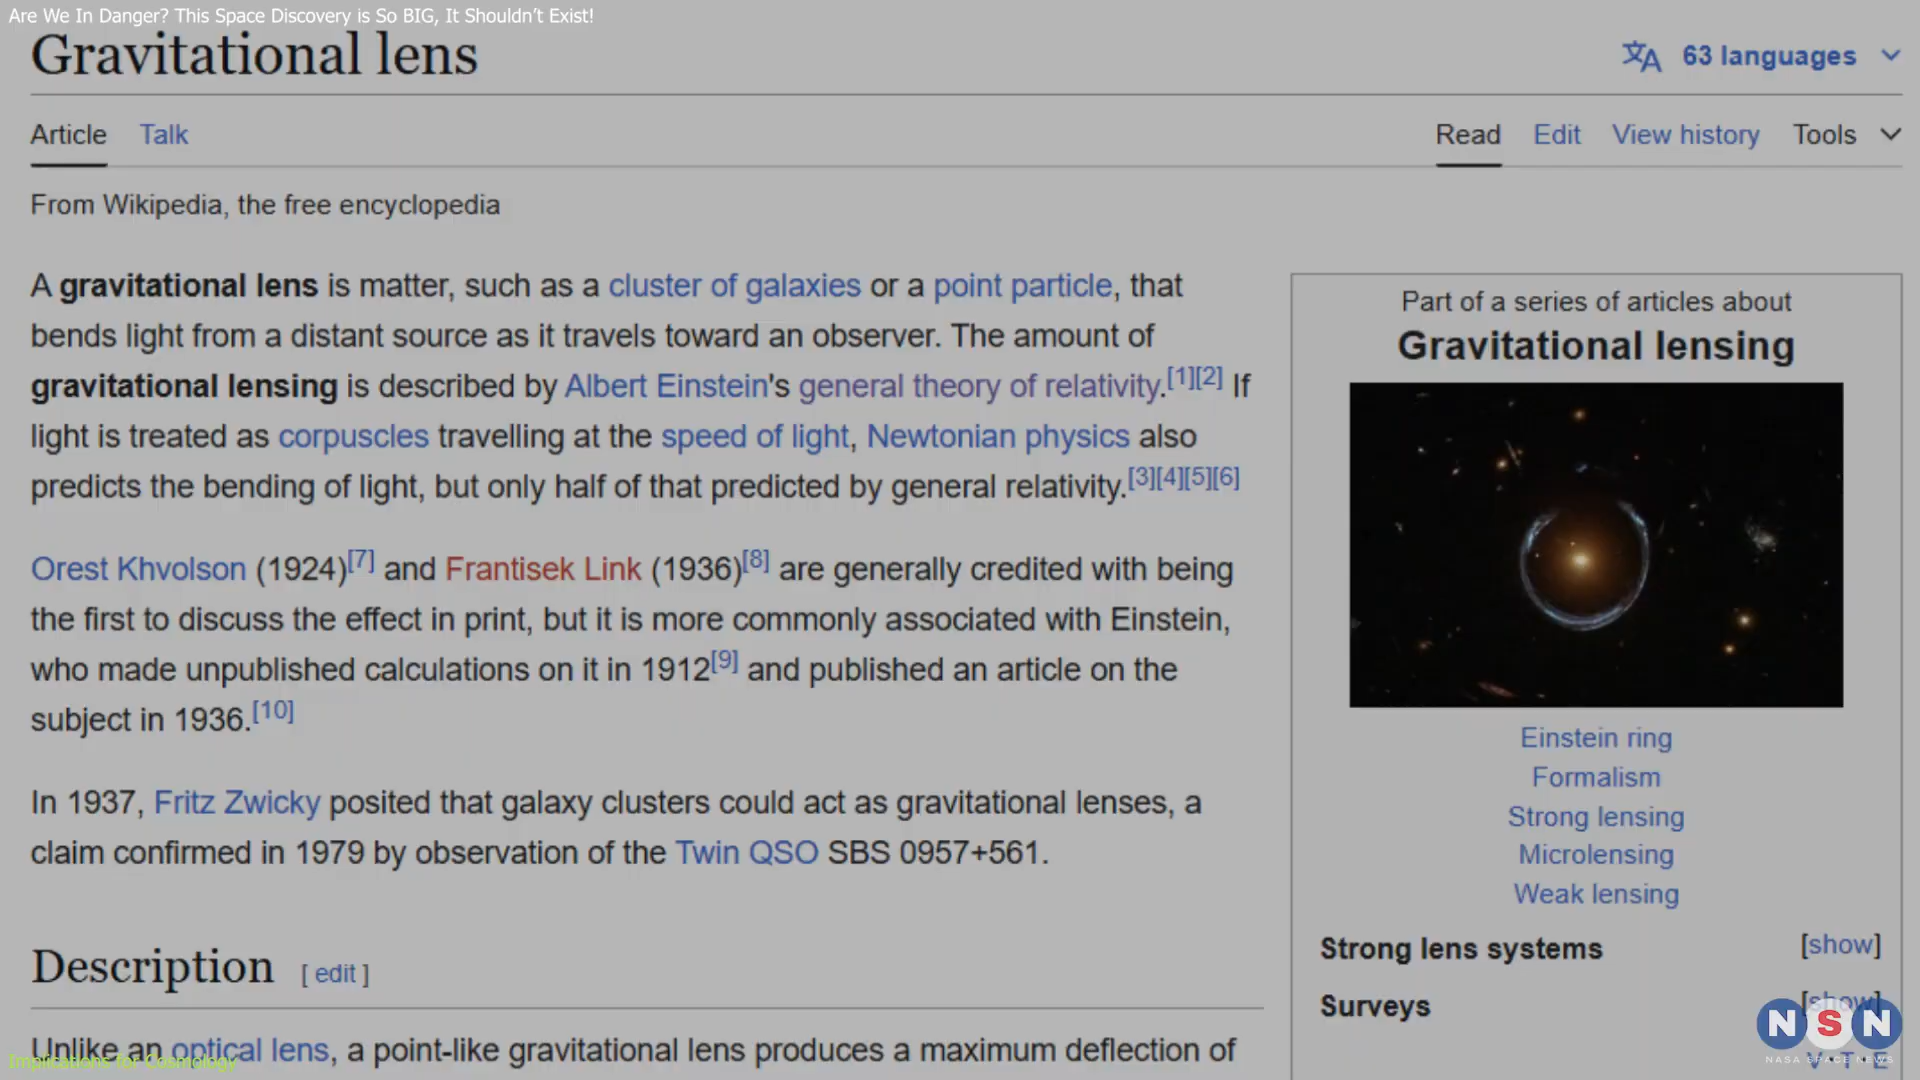 Are We In Danger? This Space Discovery is So BIG, It Shouldn't Exist!
Gravitational lens
63 languages
Article Talk
Read Edit View history Tools
From Wikipedia, the free encyclopedia
A gravitational lens is matter, such as a cluster of galaxies or a point particle, that
bends light from a distant source as it travels toward an observer. The amount of
gravitational lensing is described by Albert Einstein's general theory of relativity.[1][2] If
light is treated as corpuscles travelling at the speed of light, Newtonian physics also
predicts the bending of light, but only half of that predicted by general relativity.[3][4][5][6]
Orest Khvolson (1924)[7] and Frantisek Link (1936)[8] are generally credited with being
the first to discuss the effect in print, but it is more commonly associated with Einstein,
who made unpublished calculations on it in 1912[9] and published an article on the
subject in 1936.[10]
In 1937, Fritz Zwicky posited that galaxy clusters could act as gravitational lenses, a
claim confirmed in 1979 by observation of the Twin QSO SBS 0957+561.
Description [ edit ]
Unlike an optical lens, a point-like gravitational lens produces a maximum deflection of
Implications for Cosmology
Part of a series of articles about
Gravitational lensing
Einstein ring
Formalism
Strong lensing
Microlensing
Weak lensing
Strong lens systems [show]
Surveys [show]
NSN
NASA SPACE NEWS
V T E